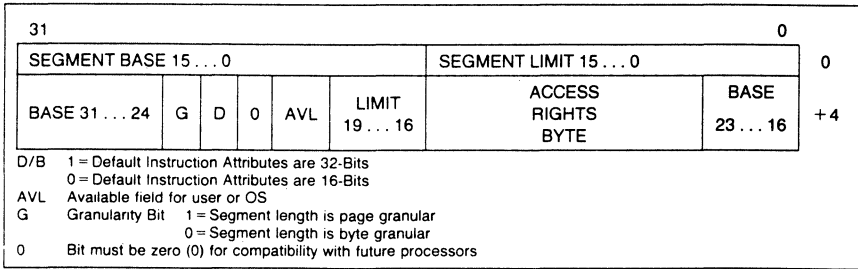 31 0
SEGMENT BASE 15 . . . 0 SEGMENT LIMIT 15 . . . 0 0
BASE 31 . . . 24 G D 0 AVL LIMIT 19 . . . 16 ACCESS RIGHTS BYTE BASE 23 . . . 16 +4
D/B 1 = Default Instruction Attributes are 32-Bits
0 = Default Instruction Attributes are 16-Bits
AVL Available field for user or OS
G Granularity Bit 1 = Segment length is page granular
0 = Segment length is byte granular
0 Bit must be zero (0) for compatibility with future processors